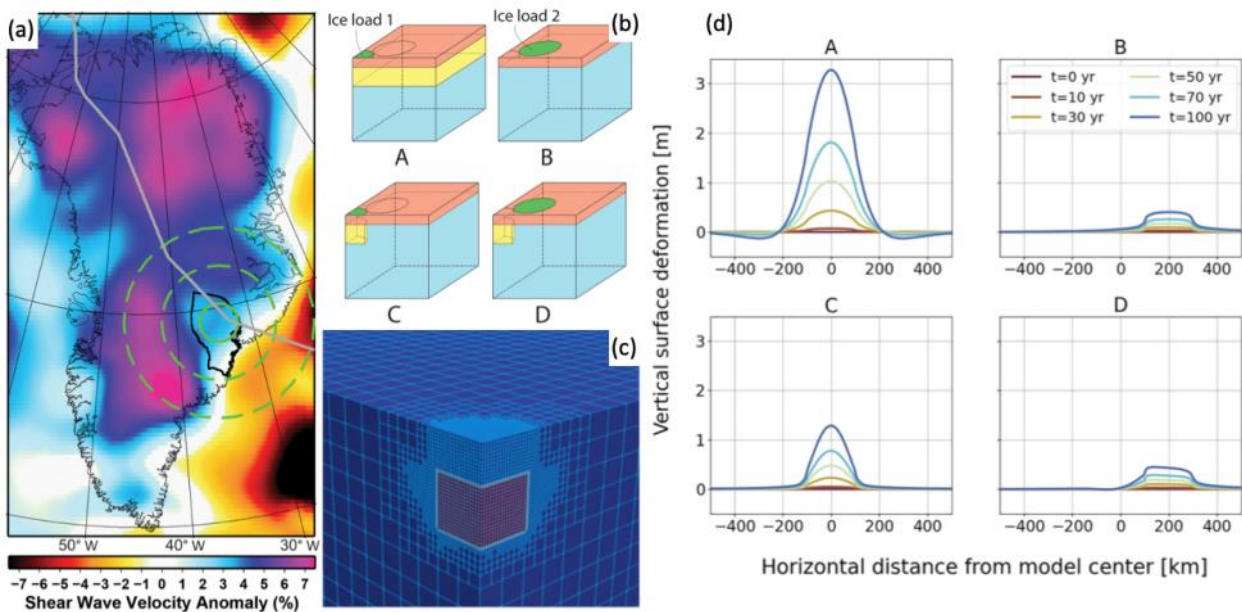 (a)
50° W
40° W
30° W
−7 −6 −5 −4 −3 −2 −1 0 1 2 3 4 5 6 7
Shear Wave Velocity Anomaly (%)
(b)
Ice load 1
Ice load 2
A
B
C
D
(c)
(d)
Vertical surface deformation [m]
Horizontal distance from model center [km]
A
3
2
1
0
−400 −200 0 200 400
B
t=0 yr
t=10 yr
t=30 yr
t=50 yr
t=70 yr
t=100 yr
−400 −200 0 200 400
C
3
2
1
0
−400 −200 0 200 400
D
−400 −200 0 200 400